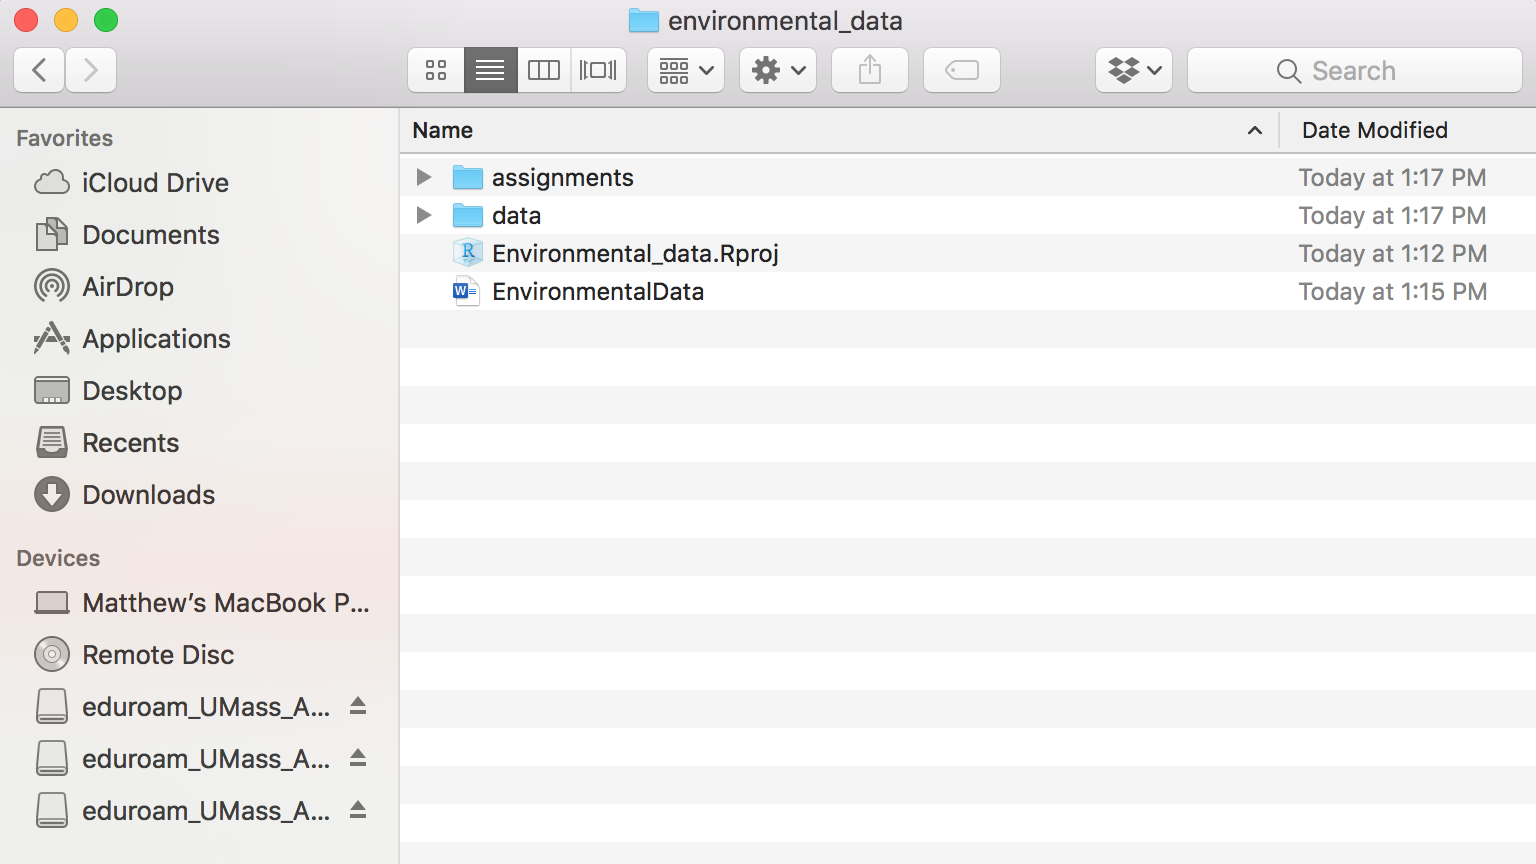 environmental_data
Search
Favorites
iCloud Drive
Documents
AirDrop
Applications
Desktop
Recents
Downloads
Devices
Matthew’s MacBook P...
Remote Disc
eduroam_UMass_A...
eduroam_UMass_A...
eduroam_UMass_A...
Name Date Modified
assignments Today at 1:17 PM
data Today at 1:17 PM
R Environmental_data.Rproj Today at 1:12 PM
W EnvironmentalData Today at 1:15 PM